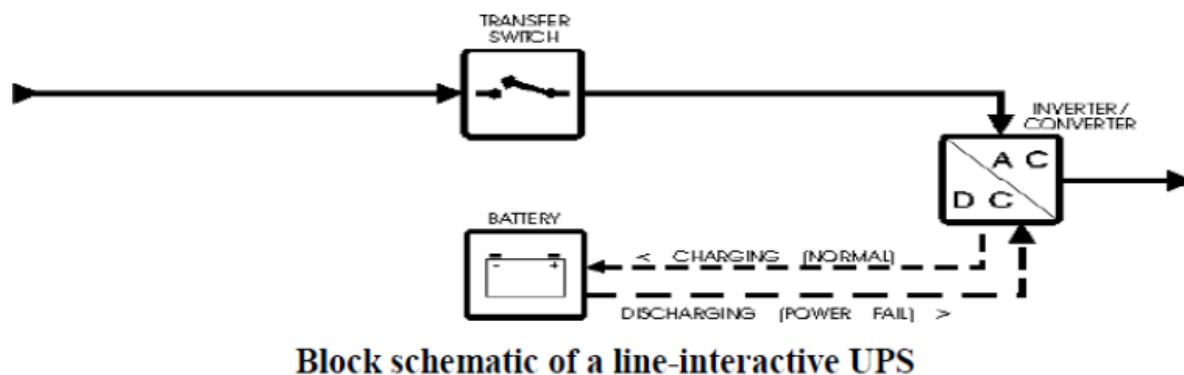 TRANSFER
SWITCH
INVERTER/
CONVERTER
A C
D C
BATTERY
- +
< CHARGING (NORMAL)
DISCHARGING (POWER FAIL) >
Block schematic of a line-interactive UPS